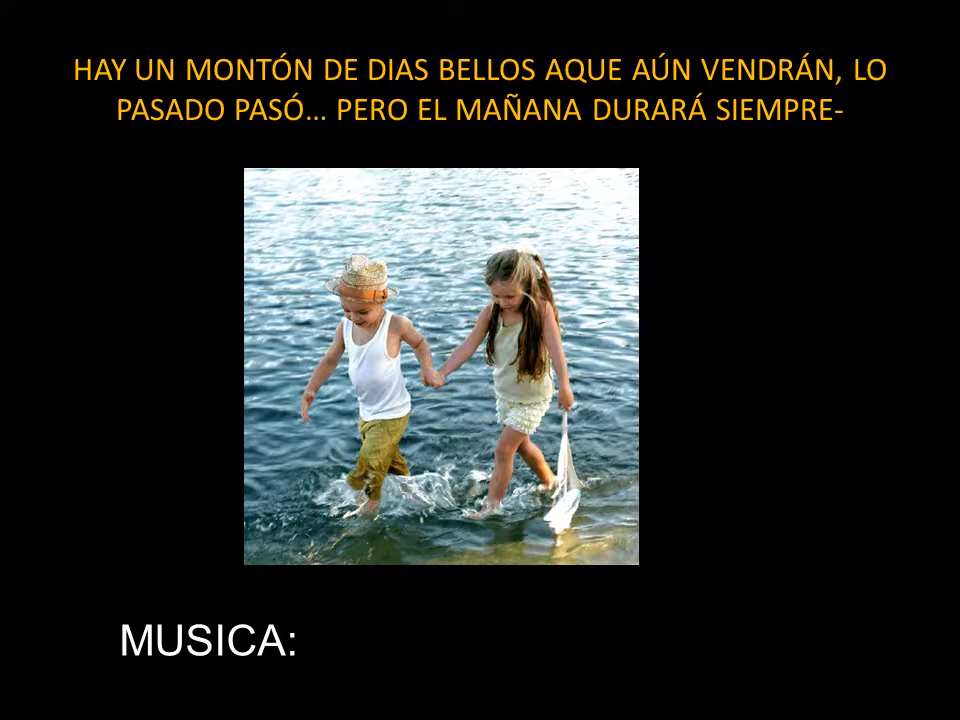 HAY UN MONTÓN DE DIAS BELLOS AQUE AÚN VENDRÁN, LO
PASADO PASÓ... PERO EL MAÑANA DURARÁ SIEMPRE-
MUSICA: